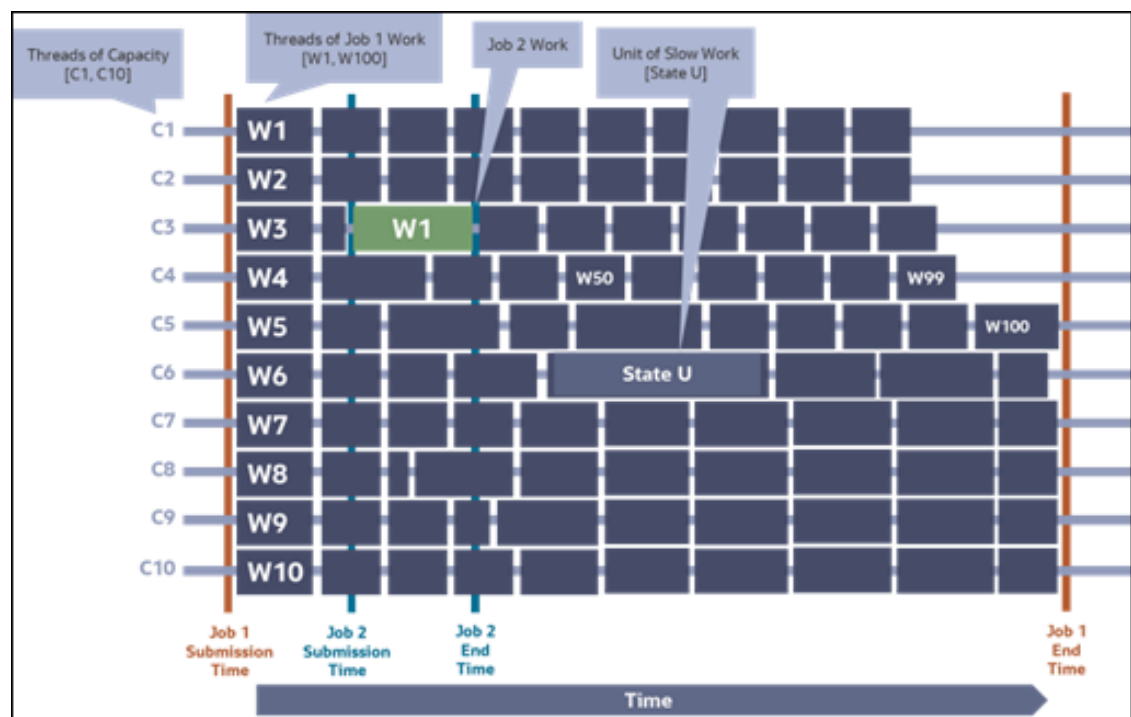 Threads of Capacity
[C1, C10]
Threads of Job 1 Work
[W1, W100]
Job 2 Work
Unit of Slow Work
[State U]
C1
W1
C2
W2
C3
W3
W1
C4
W4
W50
W99
C5
W5
W100
C6
W6
State U
C7
W7
C8
W8
C9
W9
C10
W10
Job 1
Submission
Time
Job 2
Submission
Time
Job 2
End
Time
Job 1
End
Time
Time